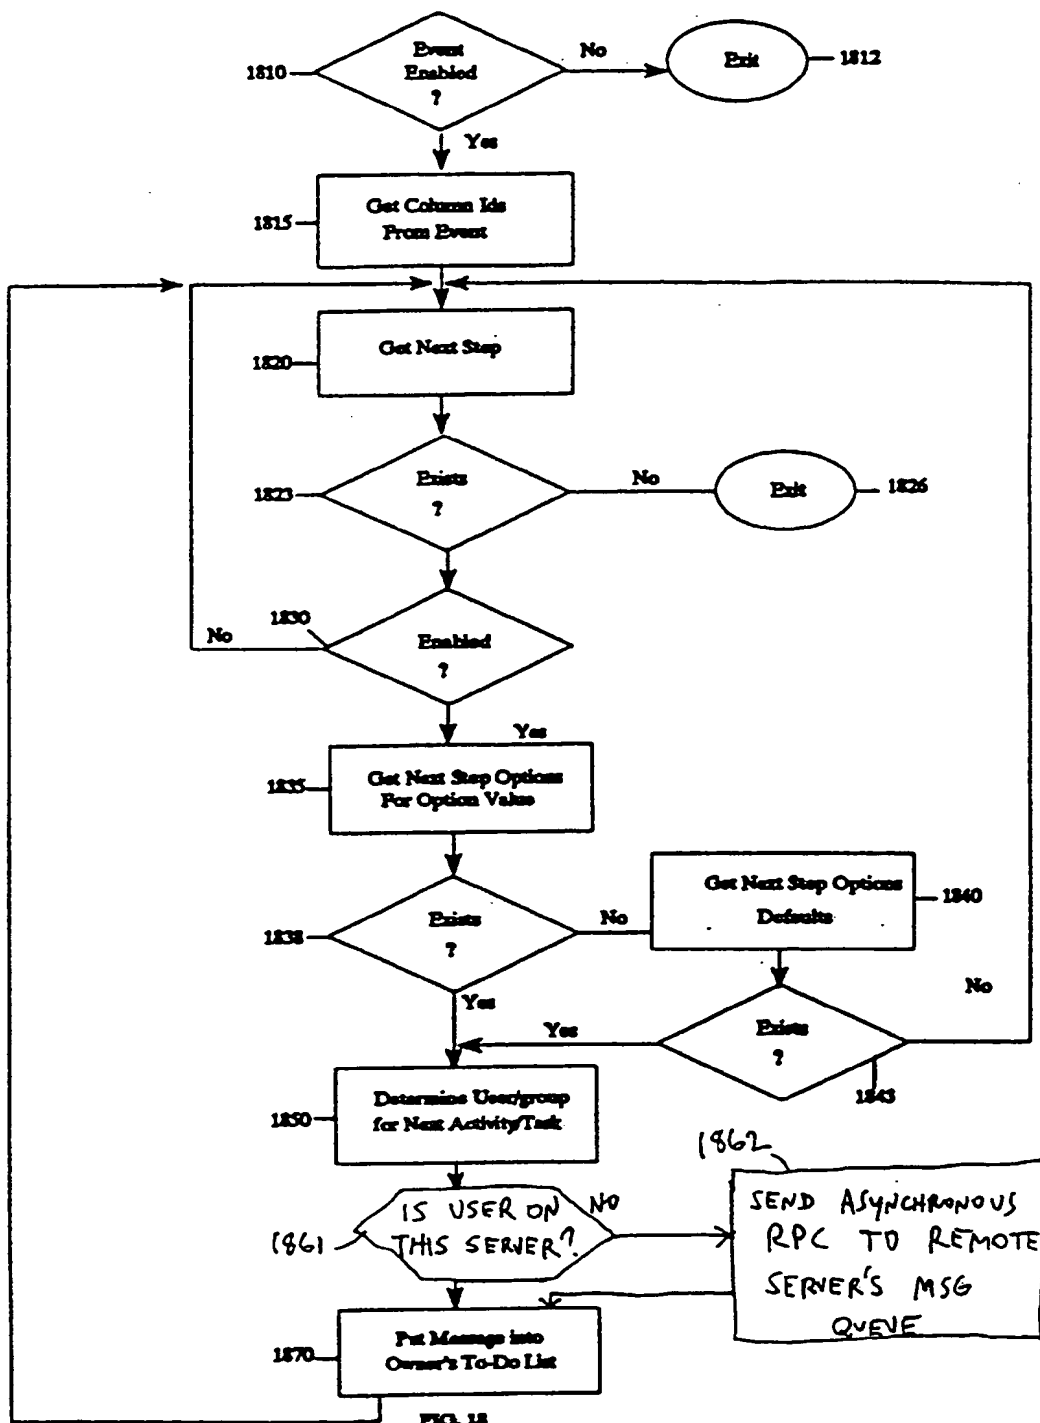 Event
Enabled
?
No
Exit
1812
1810
Yes
Get Column Ids
From Event
1815
Get Next Step
1820
Exists
?
No
Exit
1826
1823
1830
No
Enabled
?
Yes
Get Next Step Options
For Option Value
1835
Exists
?
No
1838
Get Next Step Options
Defaults
1840
Yes
Yes
Exists
?
No
1843
Determine User/group
for Next Activity/Task
1850
1862
IS USER ON
THIS SERVER?
NO
1861
SEND ASYNCHRONOUS
RPC TO REMOTE
SERVER'S MSG
QUEUE
Put Message into
Owner's To-Do List
1870
FIG. 18